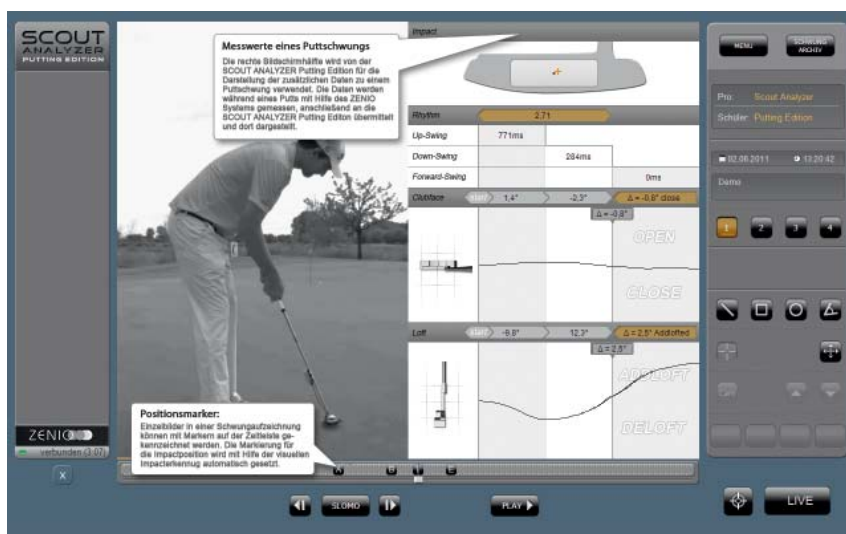 SCOUT
ANALYZER
PUTTING EDITION
Messwerte eines Puttschwungs
Die rechte Bildschirmhälfte wird von der
SCOUT ANALYZER Putting Edition für die
Darstellung der zusätzlichen Daten zu einem
Puttschwung verwendet. Die Daten werden
während eines Putts mit Hilfe des ZENIO
Systems gemessen, anschließend an die
SCOUT ANALYZER Putting Editon übermittelt
und dort dargestellt.
Impact
Rhythm 2.71
Up-Swing 771ms
Down-Swing 284ms
Forward-Swing 0ms
Clubface start 1,4° -2,3° Δ = -0,8° close
Δ = -0,8°
OPEN
CLOSE
Loft start -9,8° 12,3° Δ = 2,5° Addlofted
Δ = 2,5°
ADDLOFT
DELOFT
Positionsmarker:
Einzelbilder in einer Schwungaufzeichnung
können mit Markern auf der Zeitleiste ge-
kennzeichnet werden. Die Markierung für
die Impactposition wird mit Hilfe der visuellen
Impacterkennug automatisch gesetzt.
ZENIO
verbunden (3.07)
X
SLOMO
PLAY
MENU
SCHWUNG
ARCHIV
Pro: Scout Analyzer
Schüler: Putting Edition
02.08.2011 13:20:42
Demo
1 2 3 4
LIVE